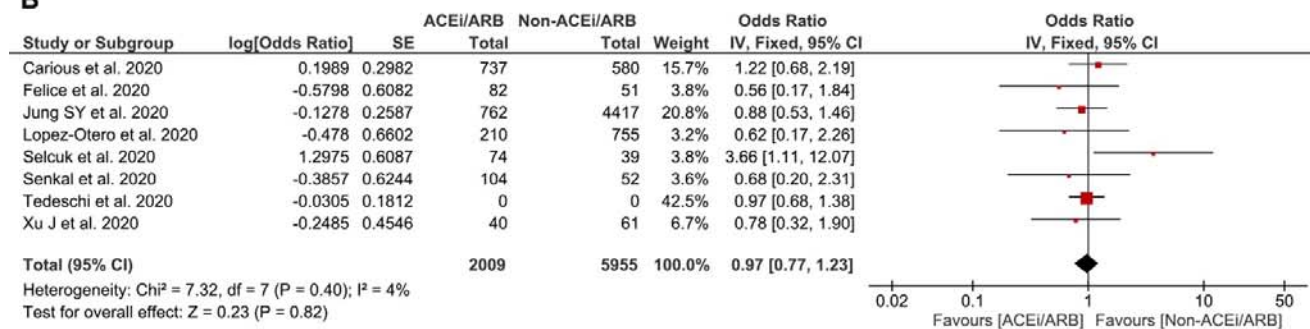 B
ACEi/ARB Non-ACEi/ARB Odds Ratio Odds Ratio
Study or Subgroup log[Odds Ratio] SE Total Total Weight IV, Fixed, 95% CI IV, Fixed, 95% CI
Carious et al. 2020 0.1989 0.2982 737 580 15.7% 1.22 [0.68, 2.19]
Felice et al. 2020 -0.5798 0.6082 82 51 3.8% 0.56 [0.17, 1.84]
Jung SY et al. 2020 -0.1278 0.2587 762 4417 20.8% 0.88 [0.53, 1.46]
Lopez-Otero et al. 2020 -0.478 0.6602 210 755 3.2% 0.62 [0.17, 2.26]
Selcuk et al. 2020 1.2975 0.6087 74 39 3.8% 3.66 [1.11, 12.07]
Senkal et al. 2020 -0.3857 0.6244 104 52 3.6% 0.68 [0.20, 2.31]
Tedeschi et al. 2020 -0.0305 0.1812 0 0 42.5% 0.97 [0.68, 1.38]
Xu J et al. 2020 -0.2485 0.4546 40 61 6.7% 0.78 [0.32, 1.90]
Total (95% CI) 2009 5955 100.0% 0.97 [0.77, 1.23]
Heterogeneity: Chi² = 7.32, df = 7 (P = 0.40); I² = 4%
Test for overall effect: Z = 0.23 (P = 0.82)
0.02 0.1 1 10 50
Favours [ACEi/ARB] Favours [Non-ACEi/ARB]